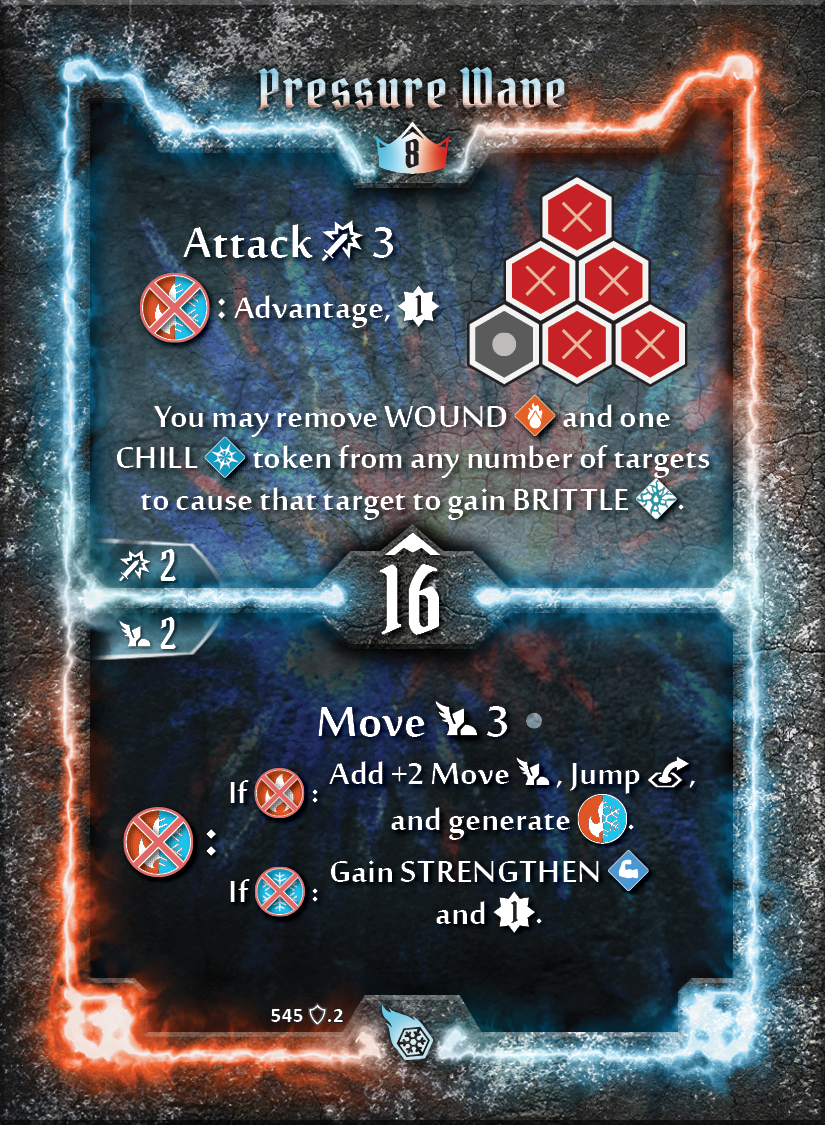 Pressure Wave
8
Attack 3
: Advantage, 1
You may remove WOUND and one
CHILL token from any number of targets
to cause that target to gain BRITTLE .
2
16
2
Move 3
If : Add +2 Move , Jump ,
and generate .
:
If : Gain STRENGTHEN
and 1 .
545 .2